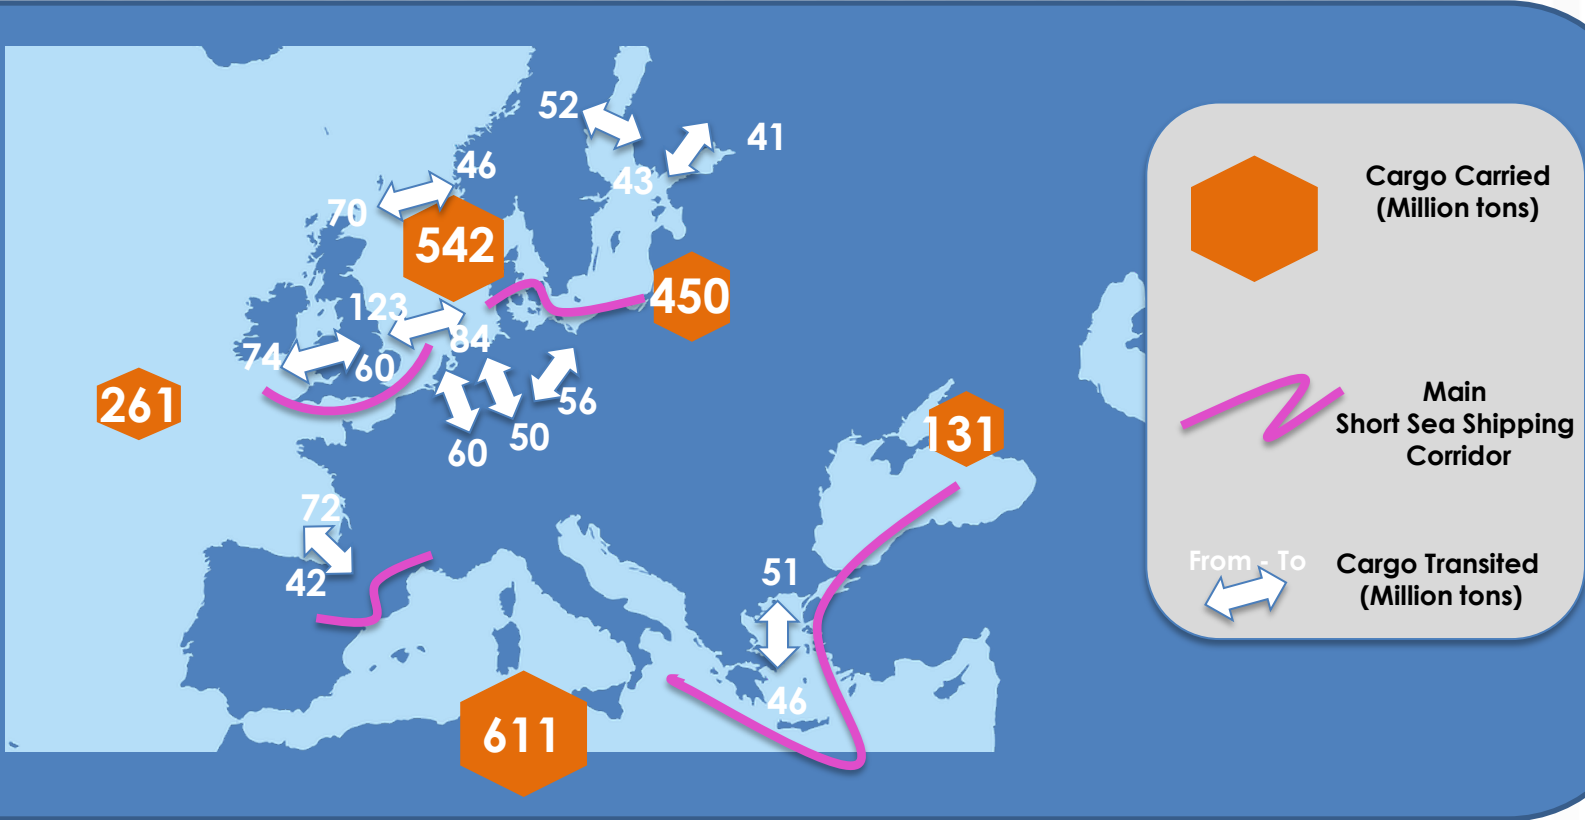 52
41
46
43
70
542
450
123
84
74
60
56
261
50
60
131
72
42
51
46
611
Cargo Carried
(Million tons)
Main
Short Sea Shipping
Corridor
From - To
Cargo Transited
(Million tons)